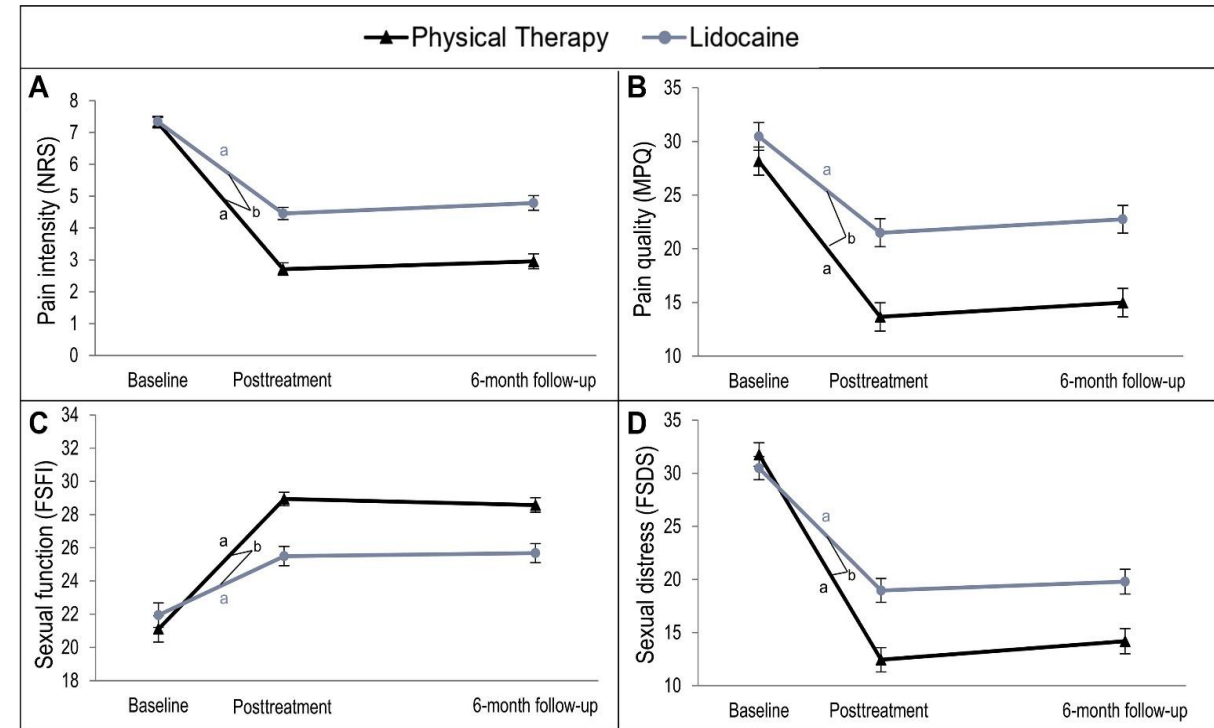 Physical Therapy Lidocaine
A
Pain intensity (NRS)
8
7
6
5
4
3
2
1
0
a
a
b
Baseline Posttreatment 6-month follow-up
B
Pain quality (MPQ)
35
30
25
20
15
10
a
b
a
Baseline Posttreatment 6-month follow-up
C
Sexual function (FSFI)
34
32
30
28
26
24
22
20
18
a
b
a
Baseline Posttreatment 6-month follow-up
D
Sexual distress (FSDS)
35
30
25
20
15
10
a
b
a
Baseline Posttreatment 6-month follow-up